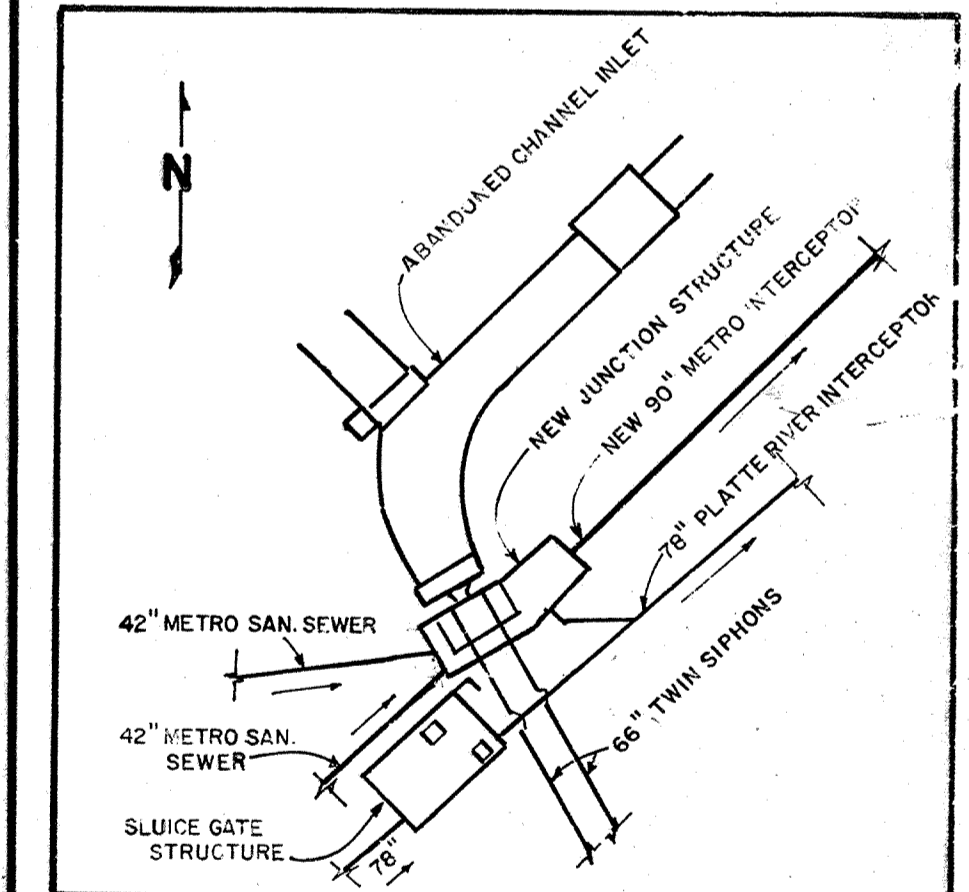 N
ABANDONED CHANNEL INLET
NEW JUNCTION STRUCTURE
NEW 90" METRO INTERCEPTOR
78" PLATTE RIVER INTERCEPTOR
66" TWIN SIPHONS
42" METRO SAN. SEWER
42" METRO SAN.
SEWER
SLUICE GATE
STRUCTURE
78"